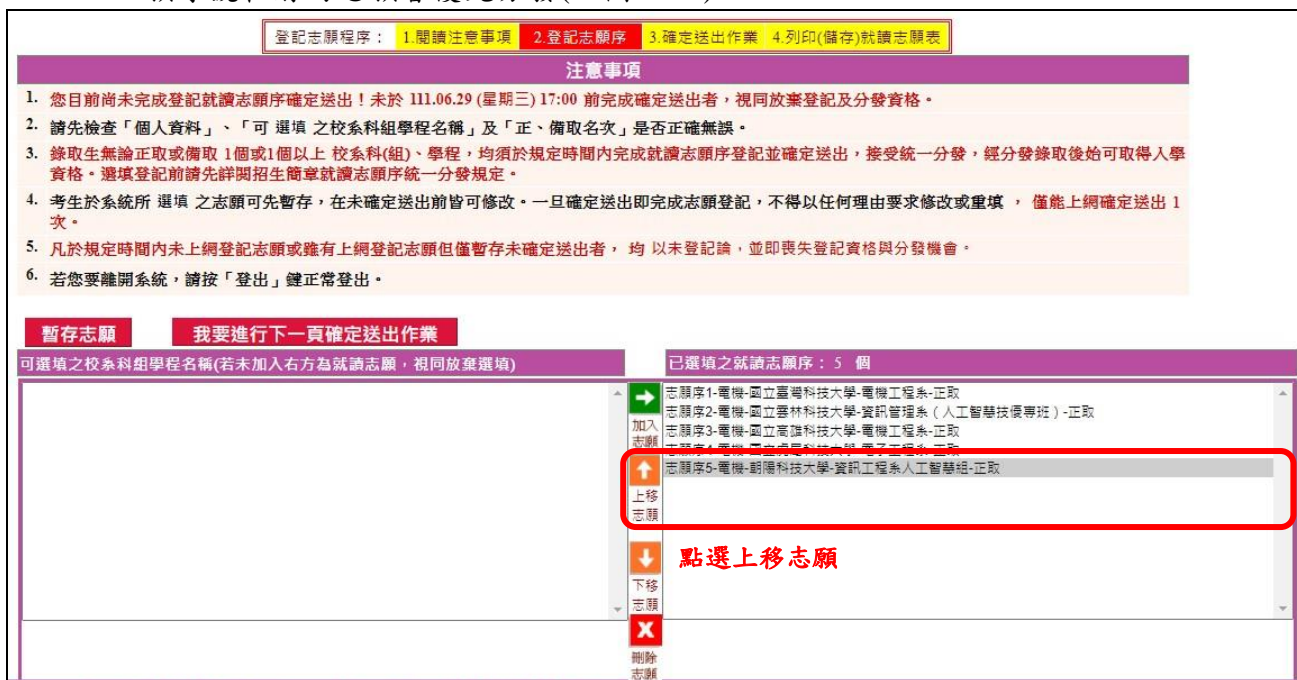 登記志願程序： 1.閱讀注意事項 2.登記志願序 3.確定送出作業 4.列印(儲存)就讀志願表
注意事項
1. 您目前尚未完成登記就讀志願序確定送出！未於 111.06.29 (星期三) 17:00 前完成確定送出者，視同放棄登記及分發資格。
2. 請先檢查「個人資料」、「可 選填 之校系科組學程名稱」及「正、備取名次」是否正確無誤。
3. 錄取生無論正取或備取 1個或1個以上 校系科(組)、學程，均須於規定時間內完成就讀志願序登記並確定送出，接受統一分發，經分發錄取後始可取得入學
資格。選填登記前請先詳閱招生簡章就讀志願序統一分發規定。
4. 考生於系統所 選填 之志願可先暫存，在未確定送出前皆可修改。一旦確定送出即完成志願登記，不得以任何理由要求修改或重填 ， 僅能上網確定送出 1
次。
5. 凡於規定時間內未上網登記志願或雖有上網登記志願但僅暫存未確定送出者， 均 以未登記論，並即喪失登記資格與分發機會。
6. 若您要離開系統，請按「登出」鍵正常登出。
暫存志願 我要進行下一頁確定送出作業
可選填之校系科組學程名稱(若未加入右方為就讀志願，視同放棄選填) 已選填之就讀志願序： 5 個
志願序1-電機-國立臺灣科技大學-電機工程系-正取
志願序2-電機-國立雲林科技大學-資訊管理系（人工智慧技優專班）-正取
志願序3-電機-國立高雄科技大學-電機工程系-正取
志願序4-電機-國立虎尾科技大學-電子工程系-正取
志願序5-電機-朝陽科技大學-資訊工程系人工智慧組-正取
加入
志願
上移
志願
點選上移志願
下移
志願
X
刪除
志願